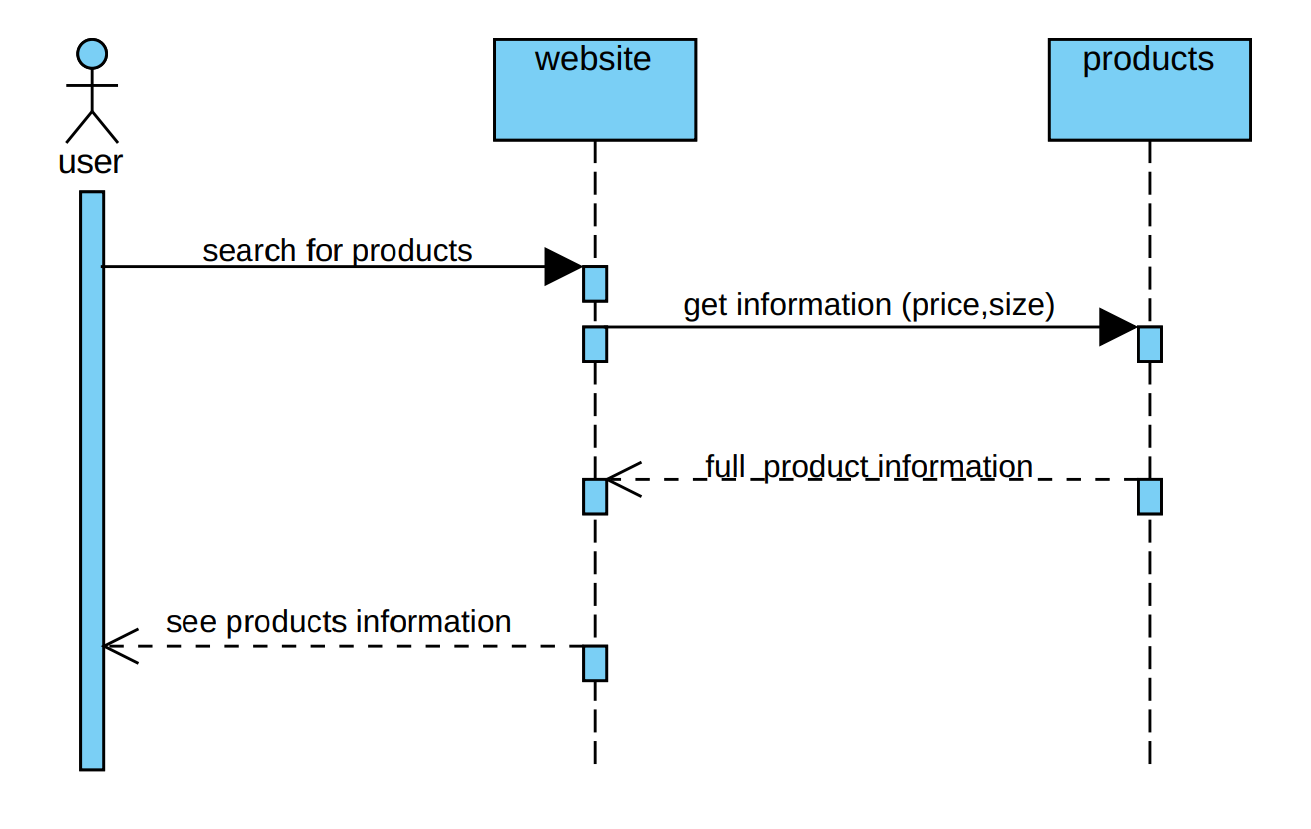 website
products
user
search for products
get information (price,size)
full  product information
see products information